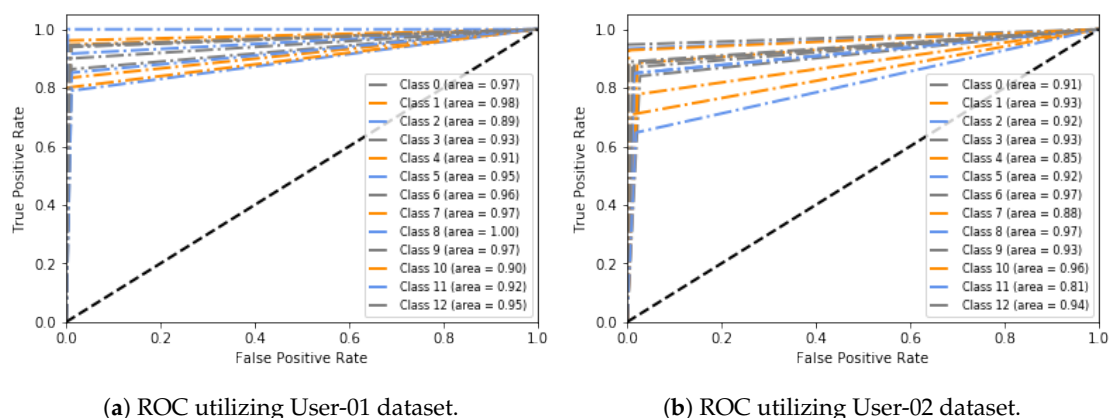 True Positive Rate
1.0
0.8
0.6
0.4
0.2
0.0
Class 0 (area = 0.97)
Class 1 (area = 0.98)
Class 2 (area = 0.89)
Class 3 (area = 0.93)
Class 4 (area = 0.91)
Class 5 (area = 0.95)
Class 6 (area = 0.96)
Class 7 (area = 0.97)
Class 8 (area = 1.00)
Class 9 (area = 0.97)
Class 10 (area = 0.90)
Class 11 (area = 0.92)
Class 12 (area = 0.95)
0.0 0.2 0.4 0.6 0.8 1.0
False Positive Rate
(a) ROC utilizing User-01 dataset.
True Positive Rate
1.0
0.8
0.6
0.4
0.2
0.0
Class 0 (area = 0.91)
Class 1 (area = 0.93)
Class 2 (area = 0.92)
Class 3 (area = 0.93)
Class 4 (area = 0.85)
Class 5 (area = 0.92)
Class 6 (area = 0.97)
Class 7 (area = 0.88)
Class 8 (area = 0.97)
Class 9 (area = 0.93)
Class 10 (area = 0.96)
Class 11 (area = 0.81)
Class 12 (area = 0.94)
0.0 0.2 0.4 0.6 0.8 1.0
False Positive Rate
(b) ROC utilizing User-02 dataset.